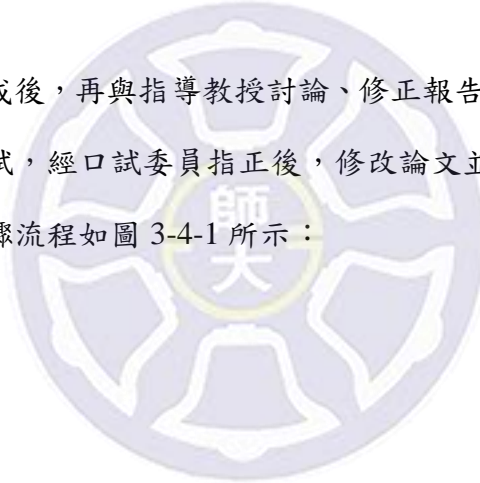 成後，再與指導教授討論、修正報告
試，經口試委員指正後，修改論文並
驟流程如圖 3-4-1 所示：
師
大